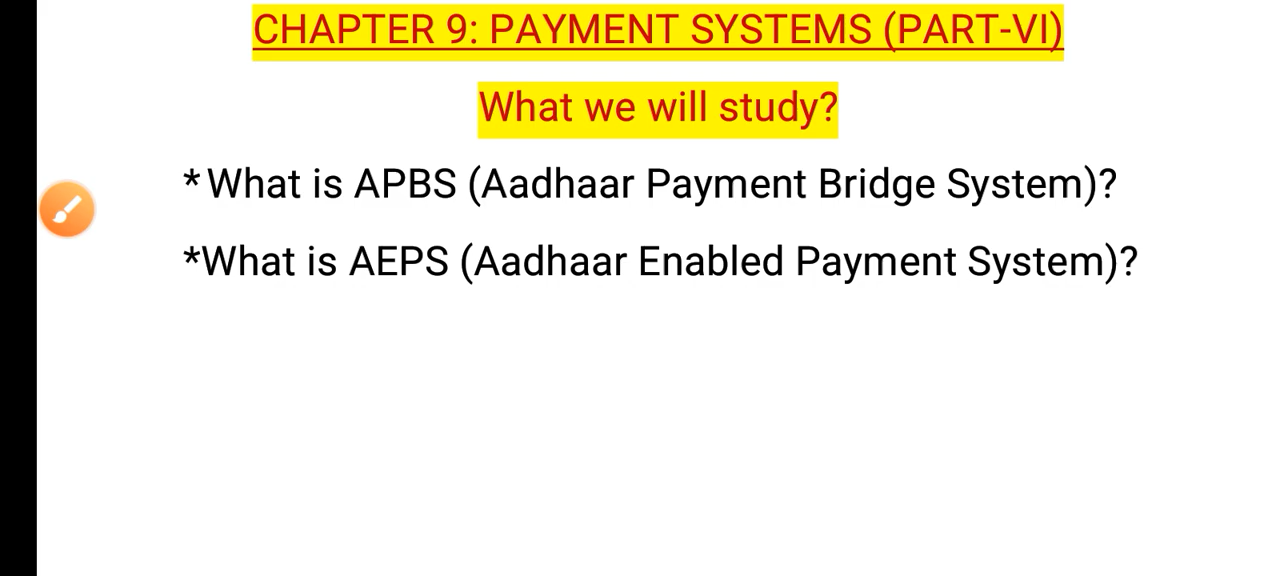 CHAPTER 9: PAYMENT SYSTEMS (PART-VI)
What we will study?
* What is APBS (Aadhaar Payment Bridge System)?
*What is AEPS (Aadhaar Enabled Payment System)?